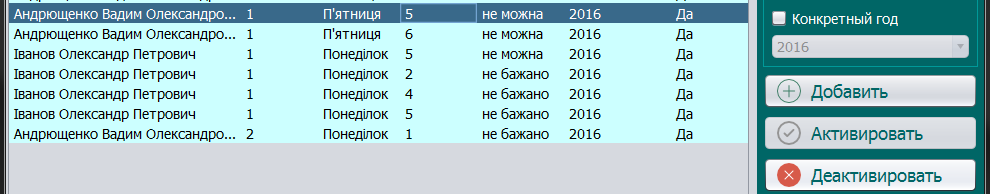 Андрющенко Вадим Олександро... 1 П'ятниця 5 не можна 2016 Да
Андрющенко Вадим Олександро... 1 П'ятниця 6 не можна 2016 Да
Іванов Олександр Петрович 1 Понеділок 5 не можна 2016 Да
Іванов Олександр Петрович 1 Понеділок 2 не бажано 2016 Да
Іванов Олександр Петрович 1 Понеділок 4 не бажано 2016 Да
Іванов Олександр Петрович 1 Понеділок 5 не бажано 2016 Да
Андрющенко Вадим Олександро... 2 Понеділок 1 не бажано 2016 Да
Конкретный год
2016
Добавить
Активировать
Деактивировать